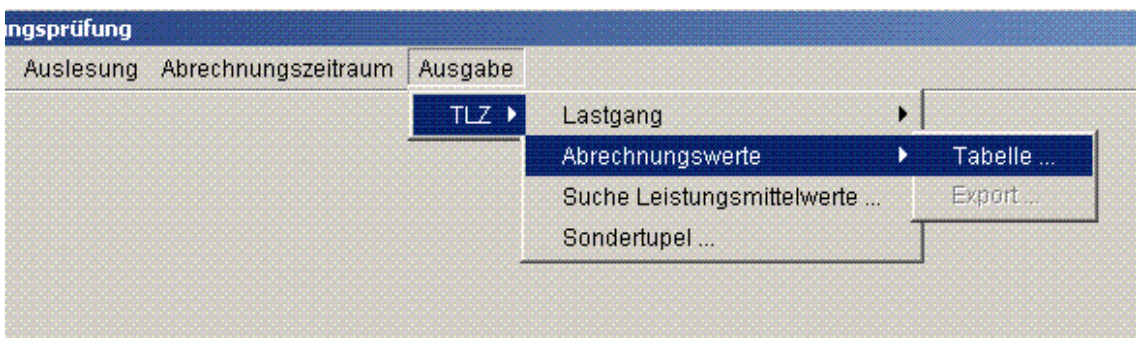 ngsprüfung
Auslesung Abrechnungszeitraum Ausgabe
TLZ Lastgang
Abrechnungswerte Tabelle ...
Suche Leistungsmittelwerte ... Export ...
Sondertupel ...